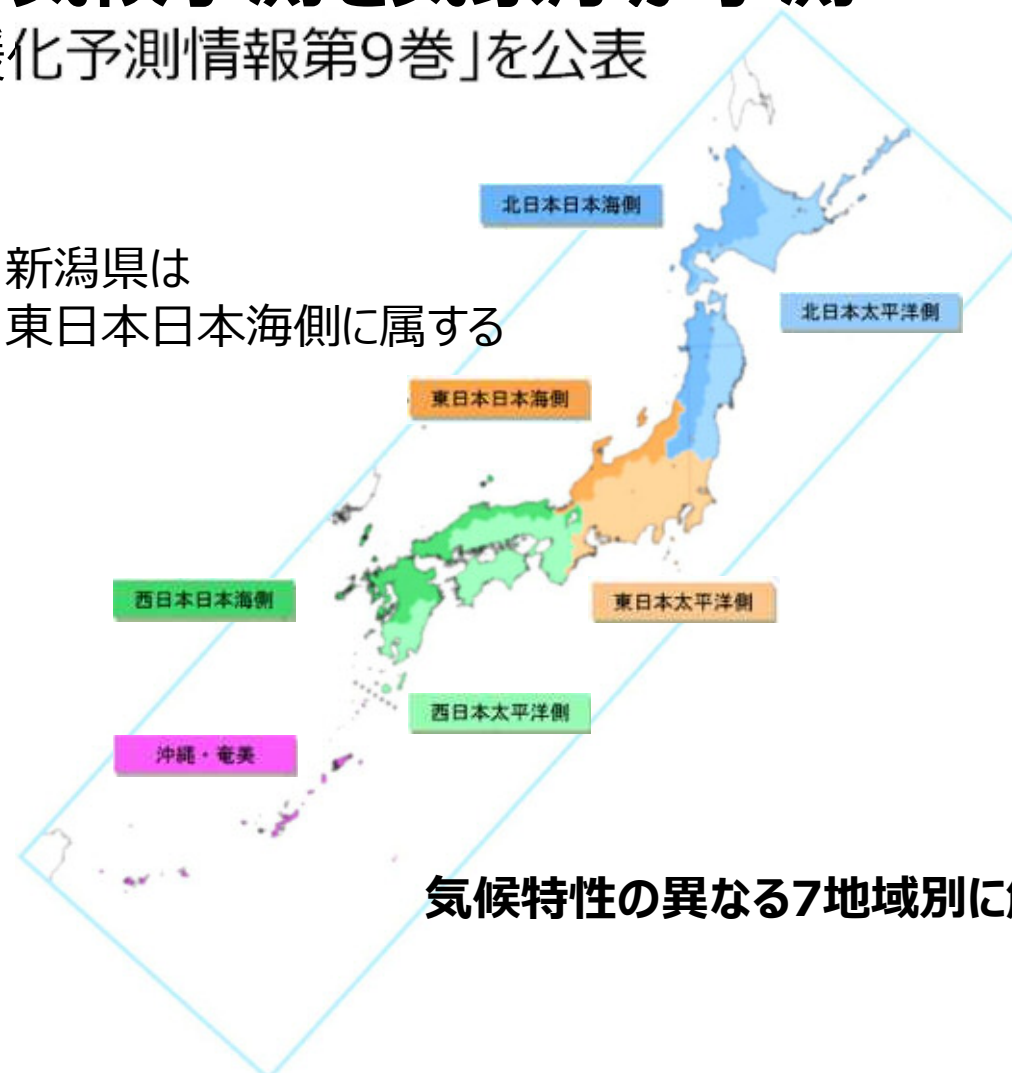 化予測情報第9巻」を公表
北日本日本海側
新潟県は
東日本日本海側に属する
北日本太平洋側
東日本日本海側
西日本日本海側
東日本太平洋側
西日本太平洋側
沖縄・奄美
気候特性の異なる7地域別に